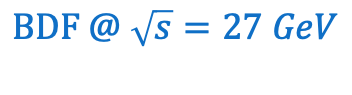 BDF @ √s = 27 GeV